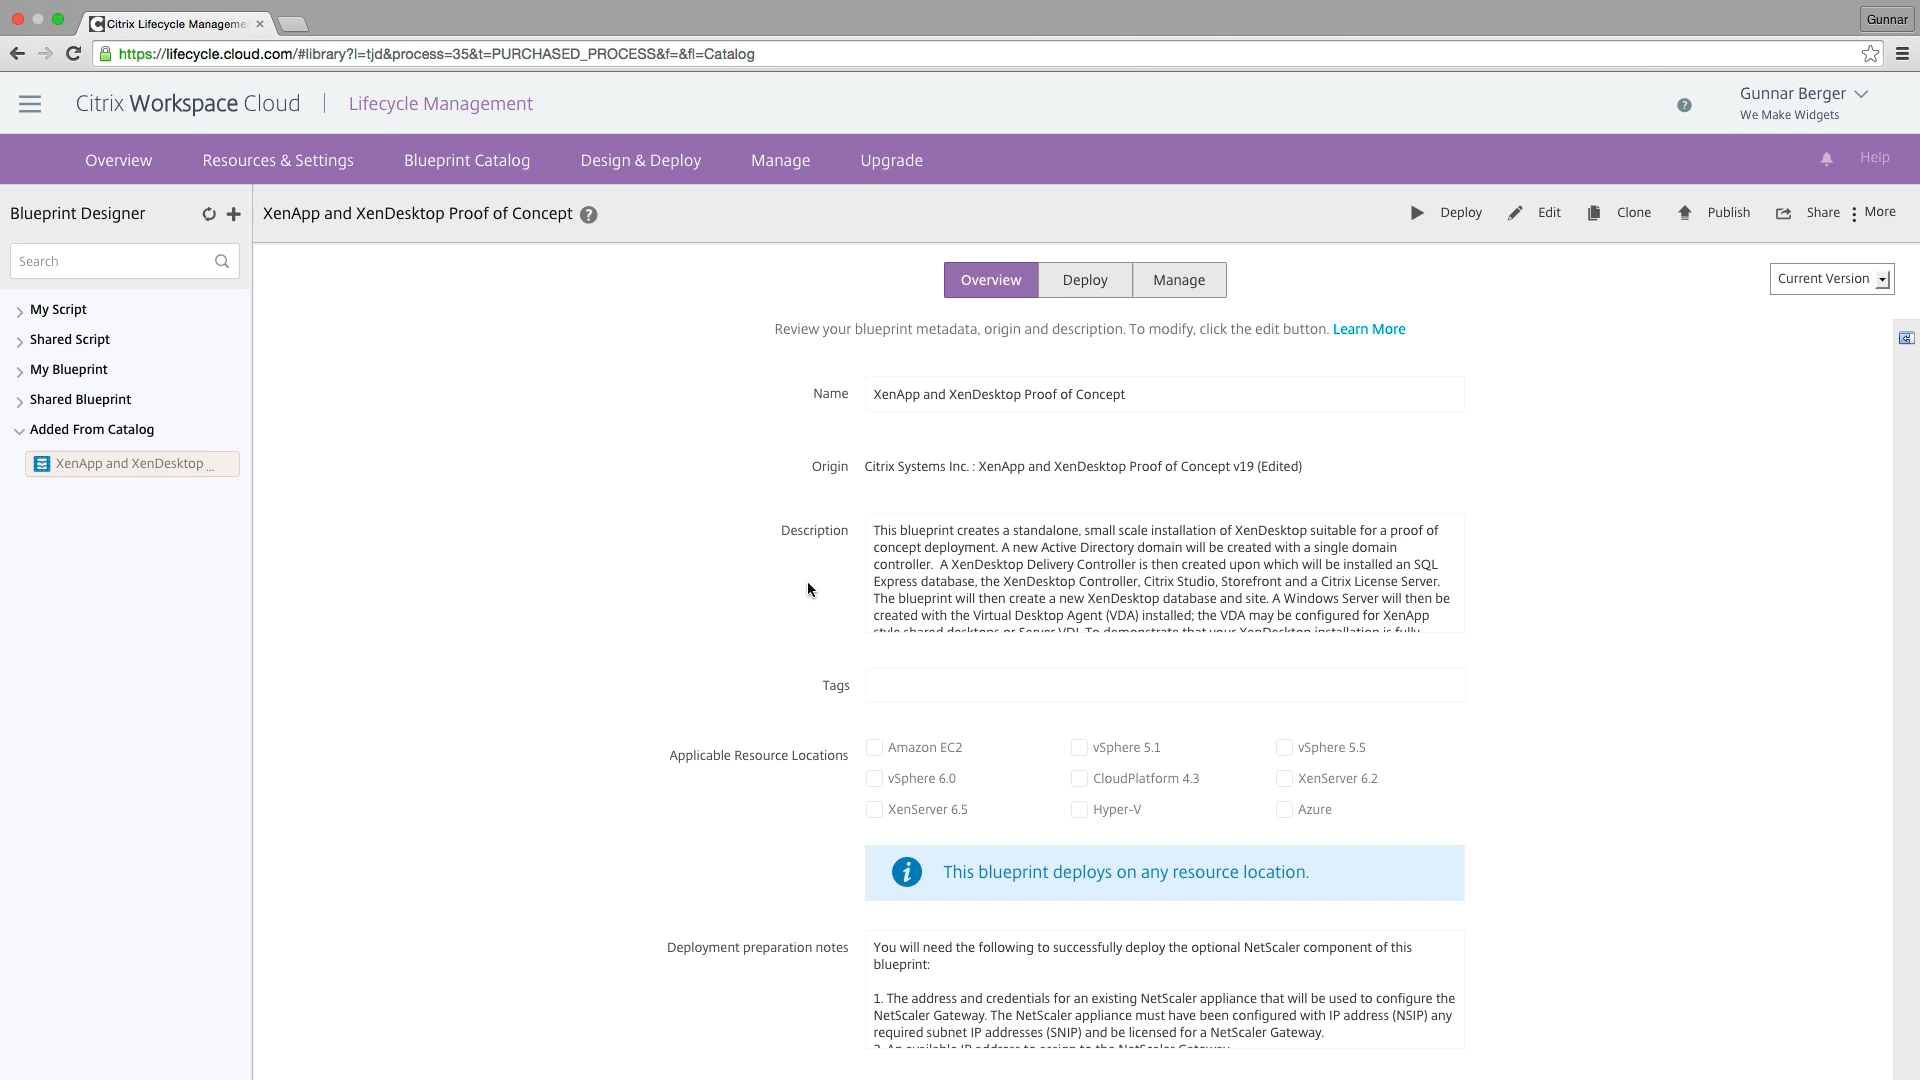 Citrix Lifecycle Manageme
Gunnar
https://lifecycle.cloud.com/#library?l=tjd&process=35&t=PURCHASED_PROCESS&f=&fl=Catalog
Citrix Workspace Cloud | Lifecycle Management
Gunnar Berger
We Make Widgets
Overview Resources & Settings Blueprint Catalog Design & Deploy Manage Upgrade Help
Blueprint Designer
XenApp and XenDesktop Proof of Concept
Deploy Edit Clone Publish Share More
Search
My Script
Shared Script
My Blueprint
Shared Blueprint
Added From Catalog
XenApp and XenDesktop ...
Overview Deploy Manage
Current Version
Review your blueprint metadata, origin and description. To modify, click the edit button. Learn More
Name XenApp and XenDesktop Proof of Concept
Origin Citrix Systems Inc. : XenApp and XenDesktop Proof of Concept v19 (Edited)
Description This blueprint creates a standalone, small scale installation of XenDesktop suitable for a proof of
concept deployment. A new Active Directory domain will be created with a single domain
controller.  A XenDesktop Delivery Controller is then created upon which will be installed an SQL
Express database, the XenDesktop Controller, Citrix Studio, Storefront and a Citrix License Server.
The blueprint will then create a new XenDesktop database and site. A Windows Server will then be
created with the Virtual Desktop Agent (VDA) installed; the VDA may be configured for XenApp
style shared desktops or Server VDI. To demonstrate that your XenDesktop installation is fully
Tags
Applicable Resource Locations
Amazon EC2 vSphere 5.1 vSphere 5.5
vSphere 6.0 CloudPlatform 4.3 XenServer 6.2
XenServer 6.5 Hyper-V Azure
This blueprint deploys on any resource location.
Deployment preparation notes You will need the following to successfully deploy the optional NetScaler component of this
blueprint:
1. The address and credentials for an existing NetScaler appliance that will be used to configure the
NetScaler Gateway. The NetScaler appliance must have been configured with IP address (NSIP) any
required subnet IP addresses (SNIP) and be licensed for a NetScaler Gateway.
2. An available IP address to assign to the NetScaler Gateway